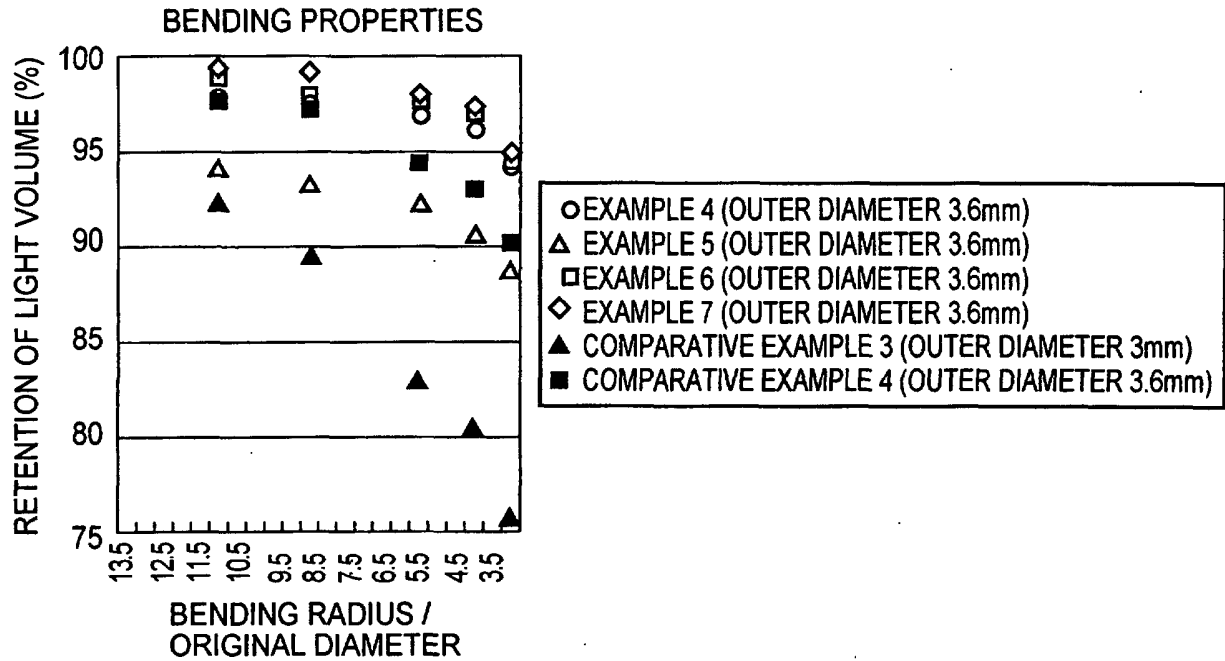 BENDING PROPERTIES
RETENTION OF LIGHT VOLUME (%)
100
95
90
85
80
75
13.5
12.5
11.5
10.5
9.5
8.5
7.5
6.5
5.5
4.5
3.5
BENDING RADIUS /
ORIGINAL DIAMETER
EXAMPLE 4 (OUTER DIAMETER 3.6mm)
EXAMPLE 5 (OUTER DIAMETER 3.6mm)
EXAMPLE 6 (OUTER DIAMETER 3.6mm)
EXAMPLE 7 (OUTER DIAMETER 3.6mm)
COMPARATIVE EXAMPLE 3 (OUTER DIAMETER 3mm)
COMPARATIVE EXAMPLE 4 (OUTER DIAMETER 3.6mm)